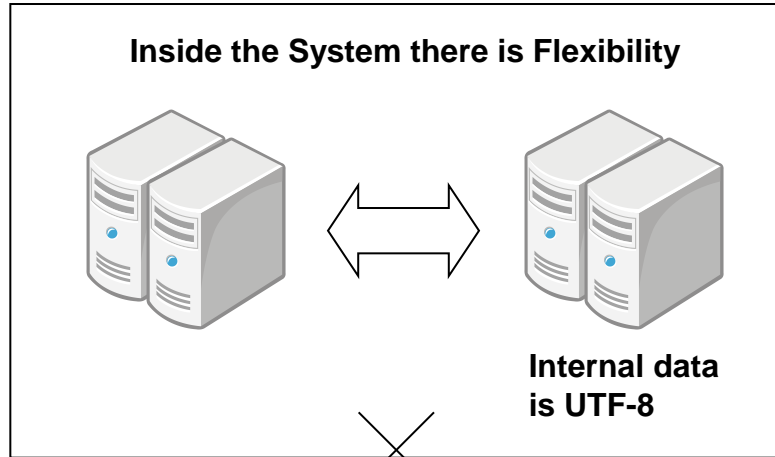 Inside the System there is Flexibility
Internal data
is UTF-8